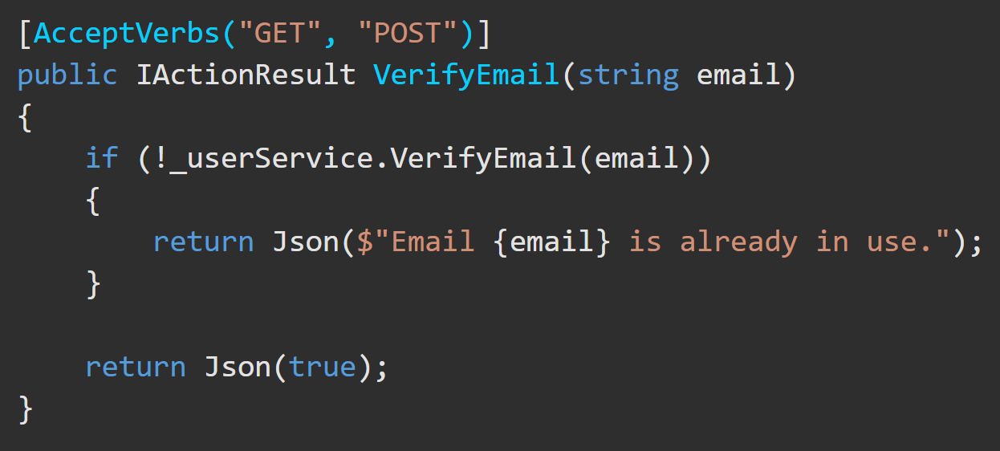 [AcceptVerbs("GET", "POST")]
public IActionResult VerifyEmail(string email)
{
    if (!_userService.VerifyEmail(email))
    {
        return Json($"Email {email} is already in use.");
    }

    return Json(true);
}